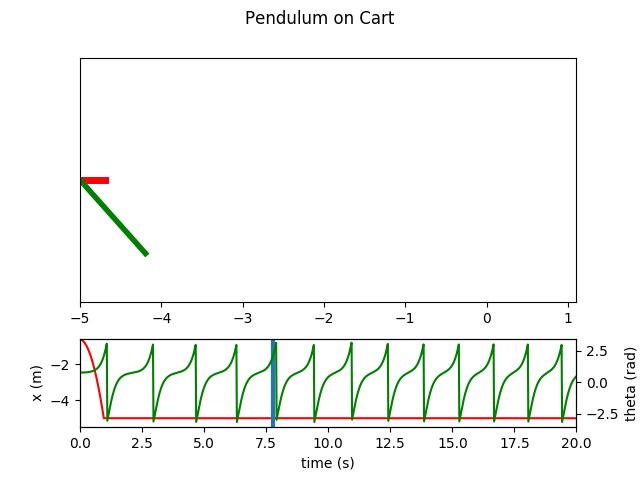 Pendulum on Cart
−5 −4 −3 −2 −1 0 1
x (m)
−2
−4
2.5
0.0
−2.5
theta (rad)
0.0 2.5 5.0 7.5 10.0 12.5 15.0 17.5 20.0
time (s)